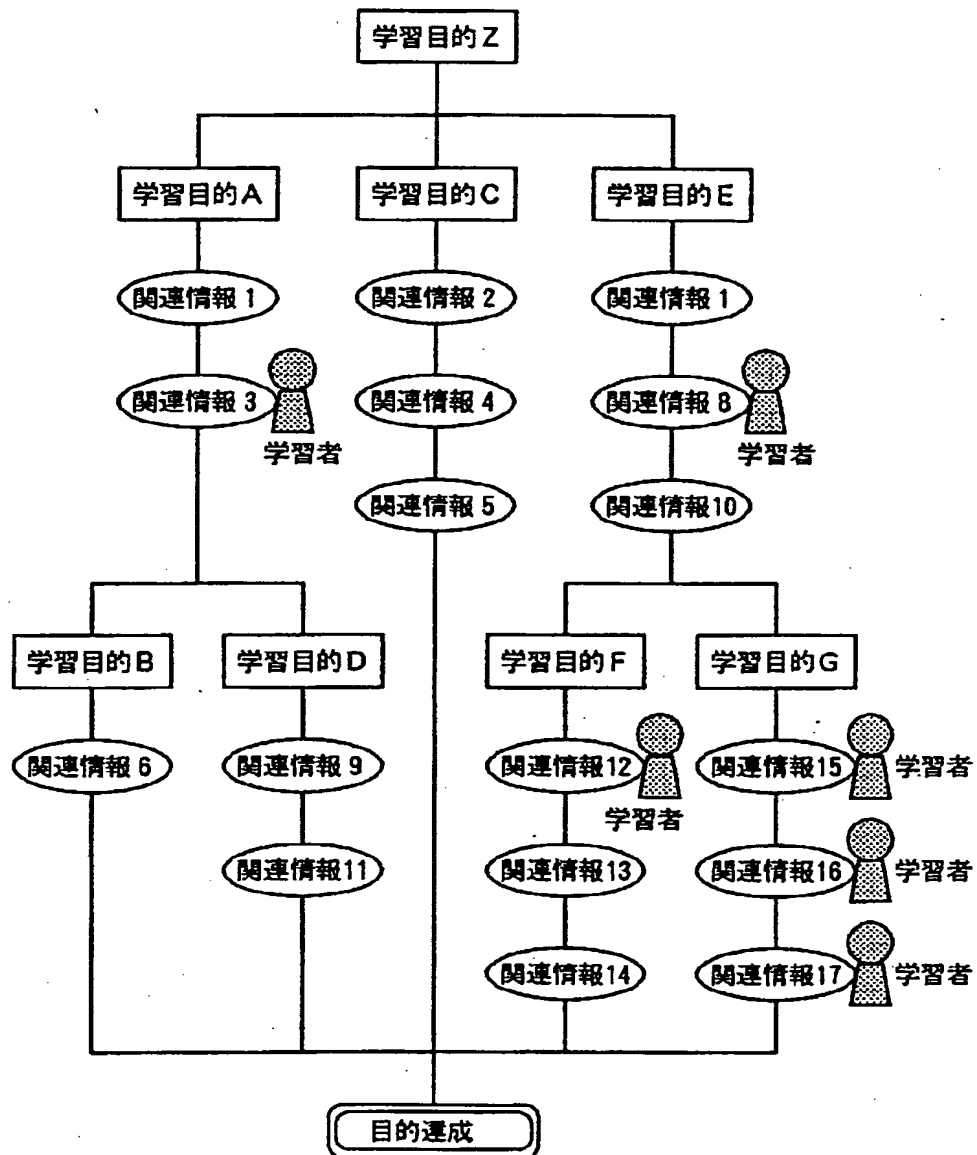 学習目的Z
学習目的A
学習目的C
学習目的E
関連情報1
関連情報2
関連情報1
関連情報3
学習者
関連情報4
関連情報8
学習者
関連情報5
関連情報10
学習目的B
学習目的D
学習目的F
学習目的G
関連情報6
関連情報9
関連情報12
学習者
関連情報15
学習者
関連情報11
関連情報13
関連情報16
学習者
関連情報14
関連情報17
学習者
目的達成